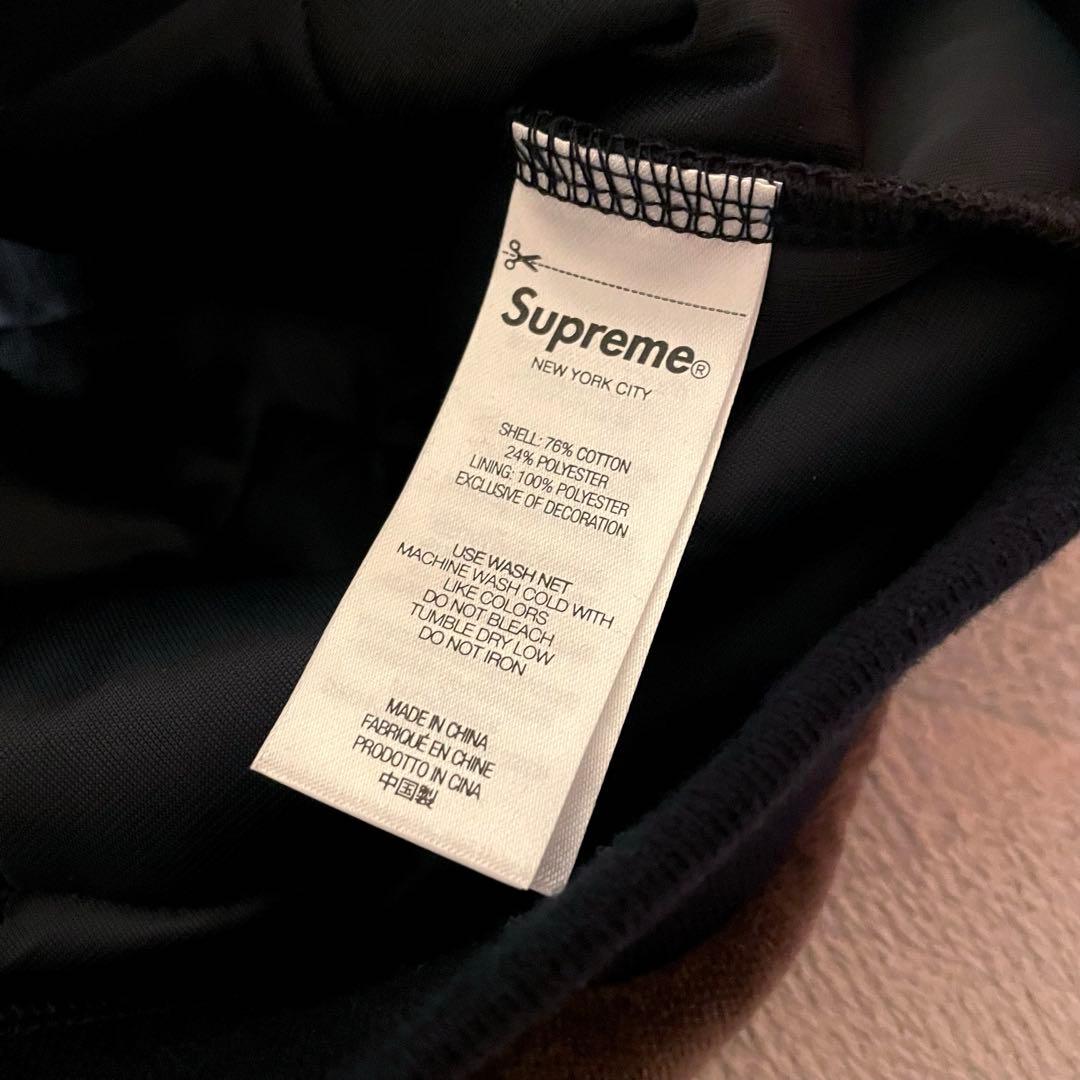 Supreme®
NEW YORK CITY
SHELL: 76% COTTON
24% POLYESTER
LINING: 100% POLYESTER
EXCLUSIVE OF DECORATION
USE WASH NET
MACHINE WASH COLD WITH
LIKE COLORS
DO NOT BLEACH
TUMBLE DRY LOW
DO NOT IRON
MADE IN CHINA
FABRIQUÉ EN CHINE
PRODOTTO IN CINA
中国製